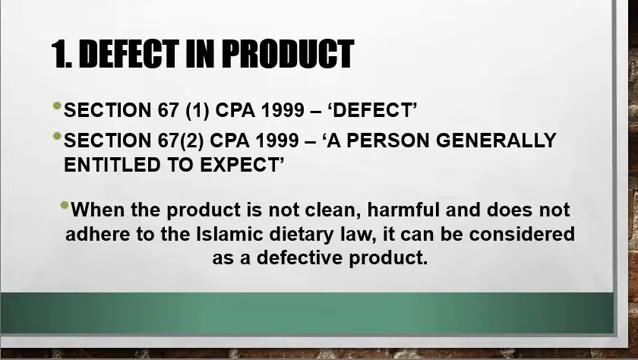 1. DEFECT IN PRODUCT
SECTION 67 (1) CPA 1999 – ‘DEFECT’
SECTION 67(2) CPA 1999 – ‘A PERSON GENERALLY
ENTITLED TO EXPECT’
When the product is not clean, harmful and does not
adhere to the Islamic dietary law, it can be considered
as a defective product.